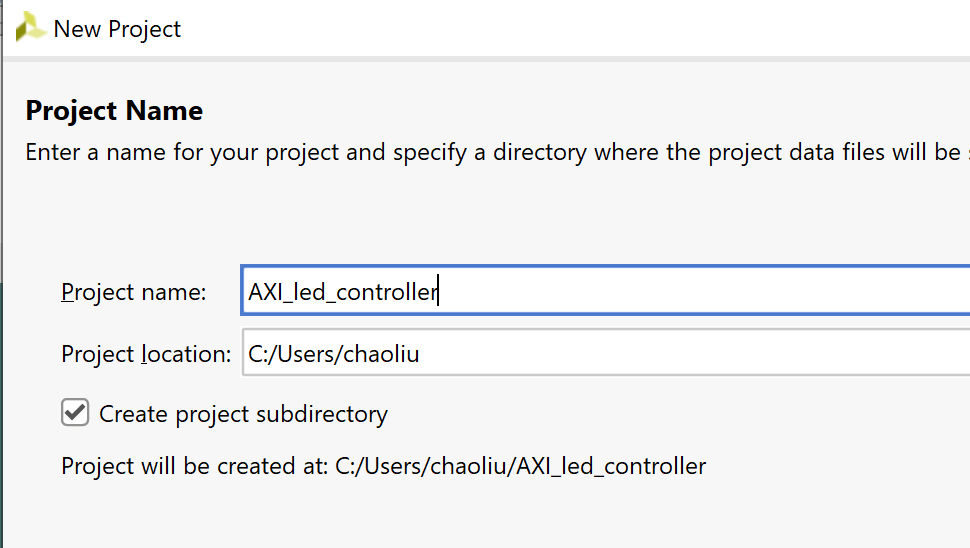 New Project
Project Name
Enter a name for your project and specify a directory where the project data files will be
Project name: AXI_led_controller
Project location: C:/Users/chaoliu
Create project subdirectory
Project will be created at: C:/Users/chaoliu/AXI_led_controller